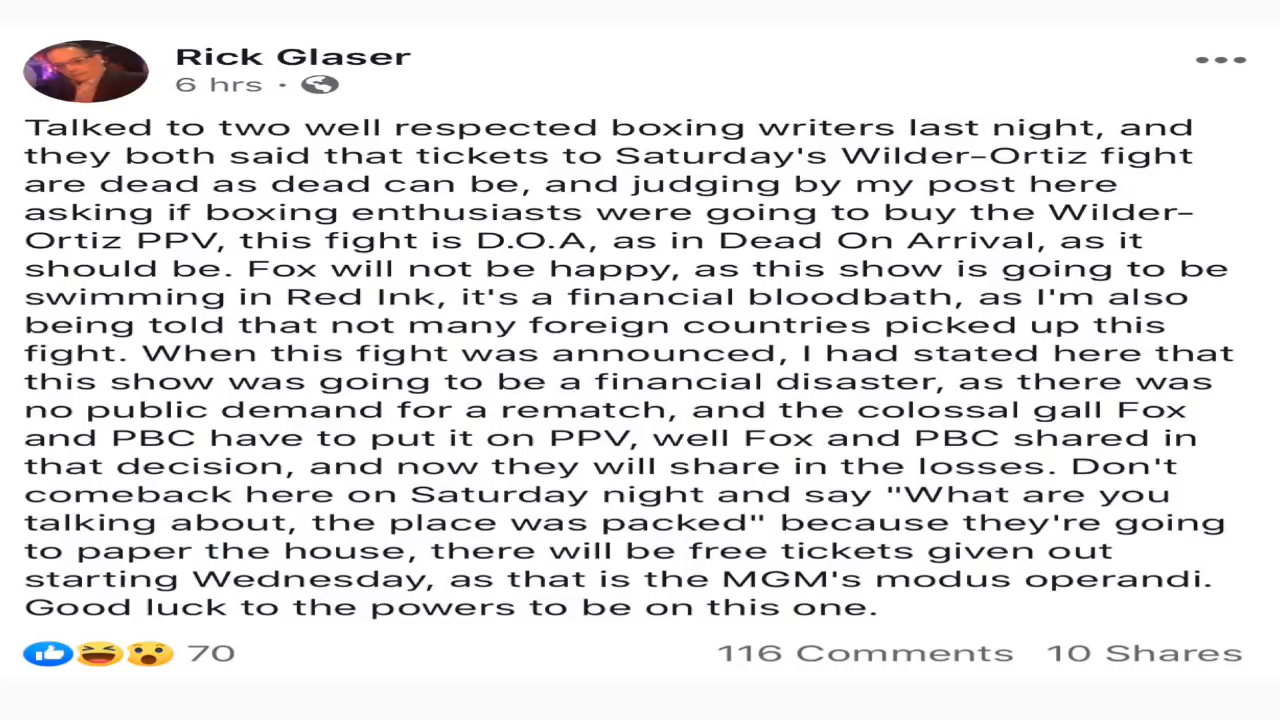 Rick Glaser
6 hrs ·
Talked to two well respected boxing writers last night, and
they both said that tickets to Saturday's Wilder-Ortiz fight
are dead as dead can be, and judging by my post here
asking if boxing enthusiasts were going to buy the Wilder-
Ortiz PPV, this fight is D.O.A, as in Dead On Arrival, as it
should be. Fox will not be happy, as this show is going to be
swimming in Red Ink, it's a financial bloodbath, as I'm also
being told that not many foreign countries picked up this
fight. When this fight was announced, I had stated here that
this show was going to be a financial disaster, as there was
no public demand for a rematch, and the colossal gall Fox
and PBC have to put it on PPV, well Fox and PBC shared in
that decision, and now they will share in the losses. Don't
comeback here on Saturday night and say "What are you
talking about, the place was packed" because they're going
to paper the house, there will be free tickets given out
starting Wednesday, as that is the MGM's modus operandi.
Good luck to the powers to be on this one.
70 116 Comments 10 Shares